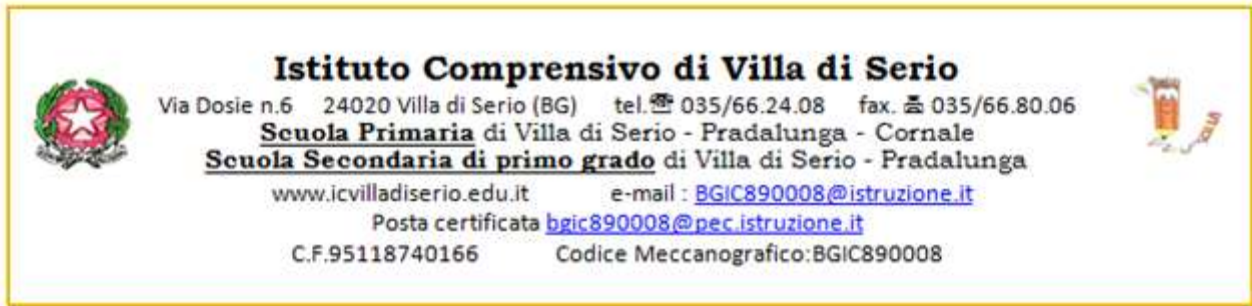 Istituto Comprensivo di Villa di Serio
Via Dosie n.6 24020 Villa di Serio (BG) tel.☎ 035/66.24.08 fax. 035/66.80.06
Scuola Primaria di Villa di Serio - Pradalunga - Cornale
Scuola Secondaria di primo grado di Villa di Serio - Pradalunga
www.icvilladiserio.edu.it e-mail : BGIC890008@istruzione.it
Posta certificata bgic890008@pec.istruzione.it
C.F.95118740166 Codice Meccanografico:BGIC890008